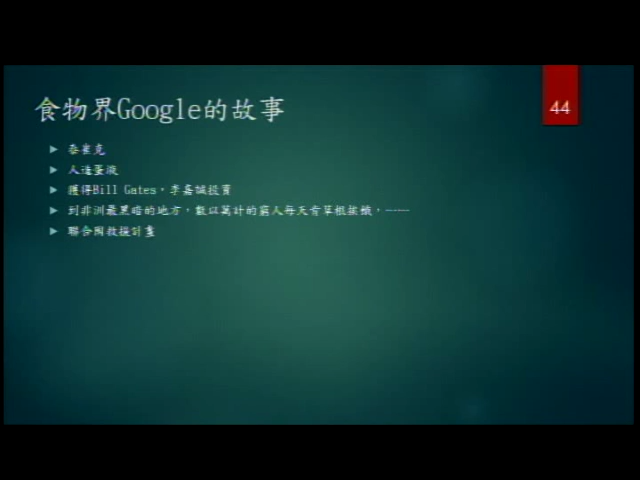 食物界Google的故事
44
泰崔克
人造蛋液
獲得Bill Gates，李嘉誠投資
到非洲最黑暗的地方，數以萬計的窮人每天肯草根接觸，----
聯合國救援計畫